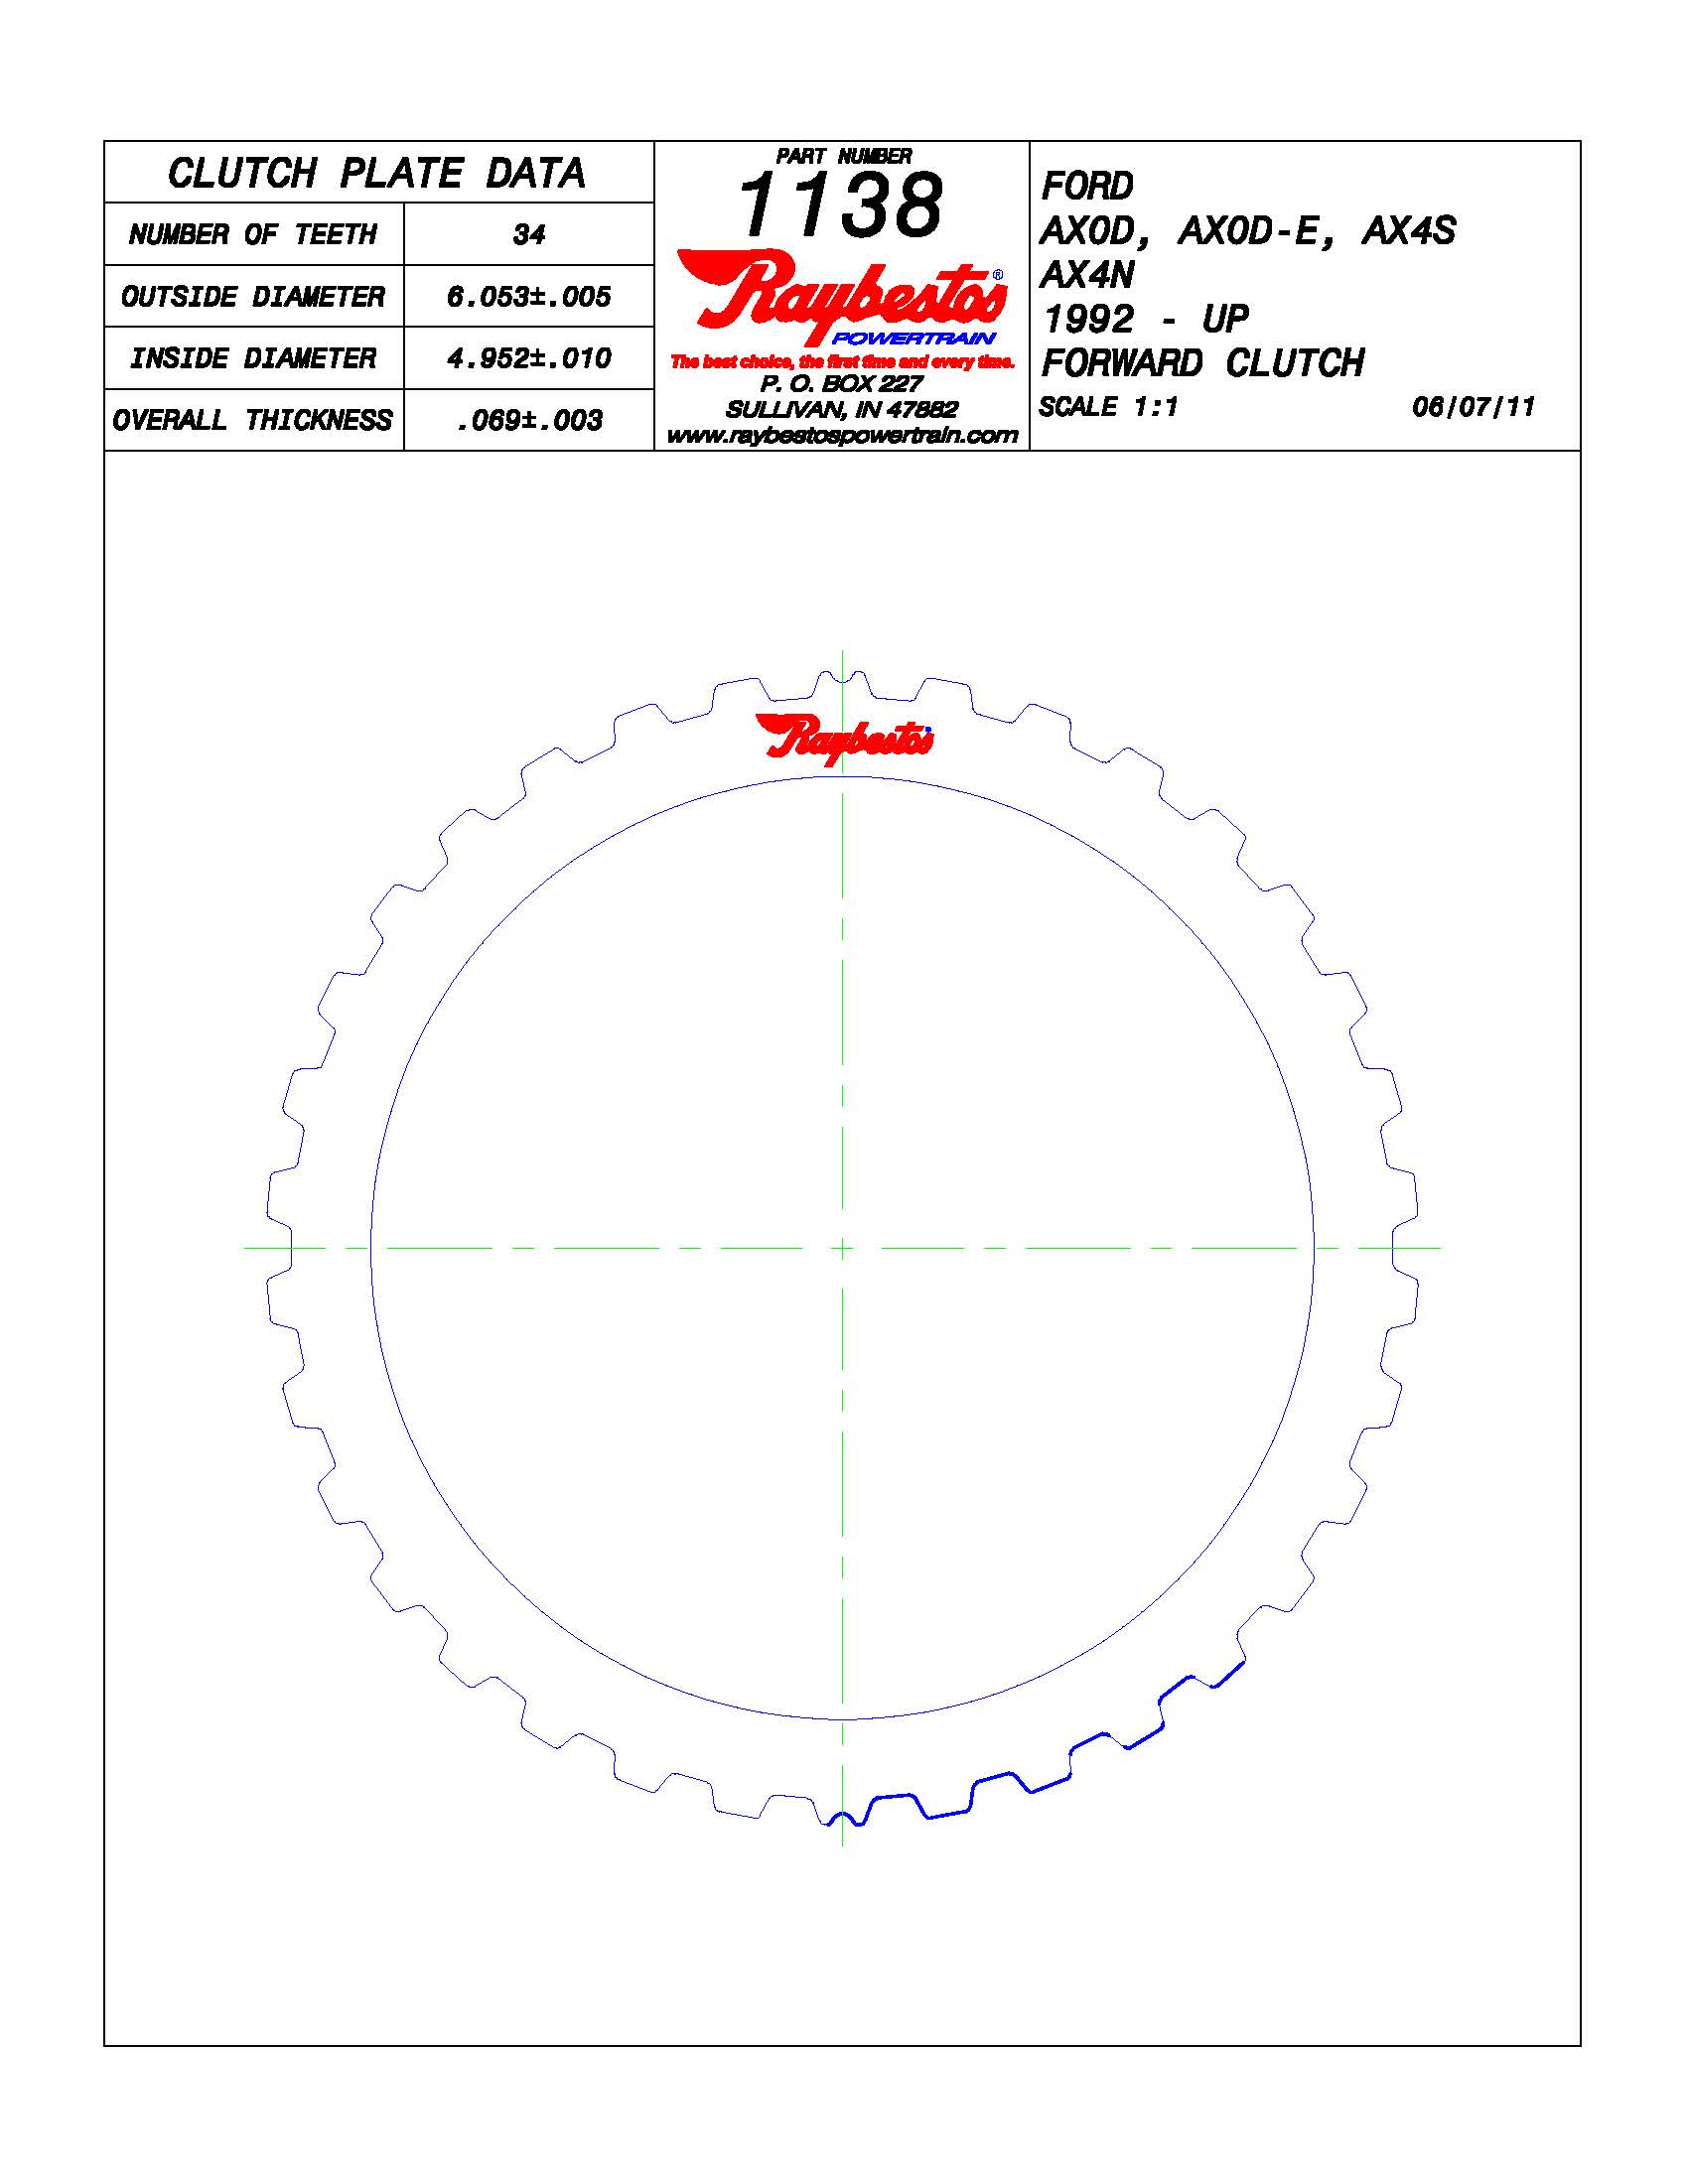 CLUTCH PLATE DATA
NUMBER OF TEETH 34
OUTSIDE DIAMETER 6.053±.005
INSIDE DIAMETER 4.952±.010
OVERALL THICKNESS .069±.003
PART NUMBER
1138
Raybestos®
POWERTRAIN
The best choice, the first time and every time.
P. O. BOX 227
SULLIVAN, IN 47882
www.raybestospowertrain.com
FORD
AX0D, AX0D-E, AX4S
AX4N
1992 - UP
FORWARD CLUTCH
SCALE 1:1 06/07/11
Raybestos